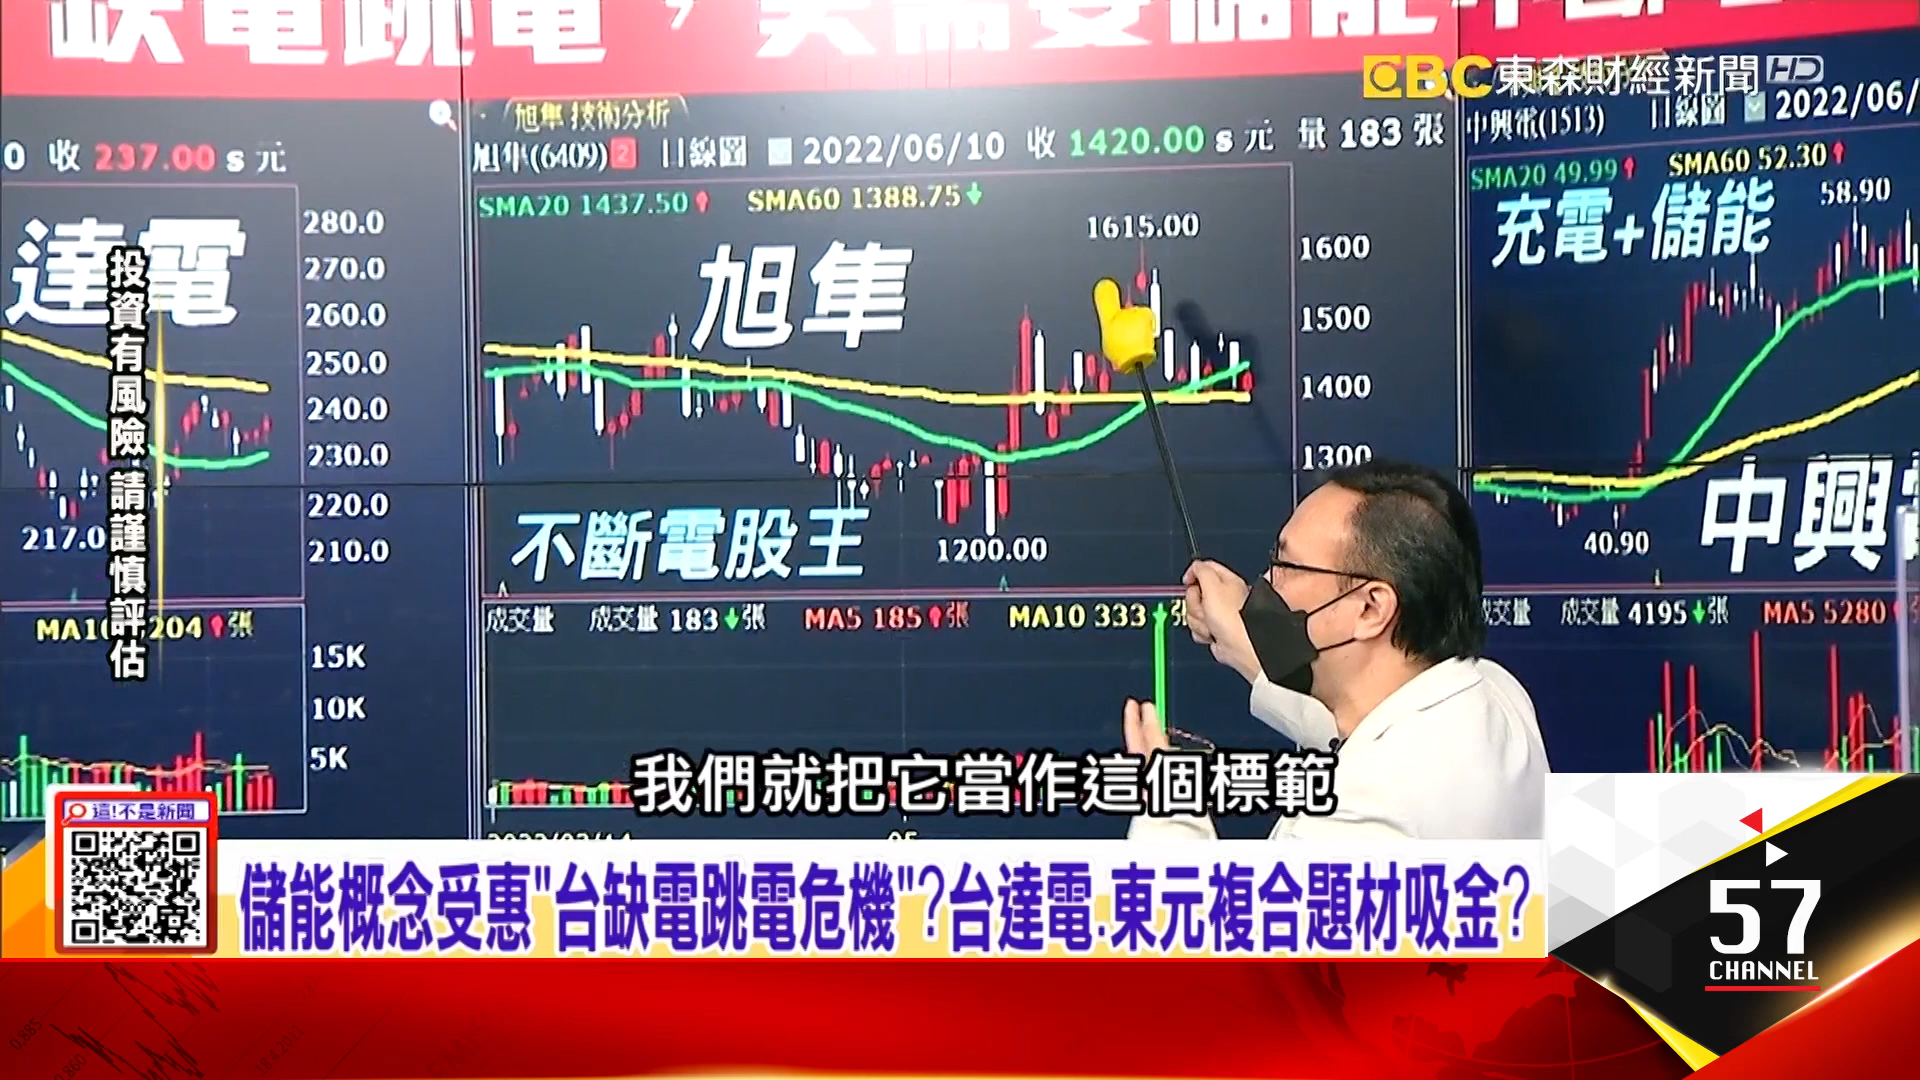 缺電跳電,更需要儲能
EBC東森財經新聞HD
0 收 237.00 s 元
達電
280.0
270.0
260.0
250.0
240.0
230.0
220.0
210.0
217.0
204 張
15K
10K
5K
投資有風險 請謹慎評估
旭隼 技術分析
旭隼(6409) 2 日線圖 2022/06/10 收 1420.00 s 元 量 183 張
SMA20 1437.50 SMA60 1388.75
旭隼
1615.00
1600
1500
1400
1300
1200.00
不斷電股王
成交量 成交量 183 張 MA5 185 張 MA10 333 張
05
中興電(1513) 日線圖 2022/06/
SMA20 49.99 SMA60 52.30
充電+儲能
58.90
40.90
中興
成交量 成交量 4195 張 MA5 5280
我們就把它當作這個標範
這!不是新聞
儲能概念受惠"台缺電跳電危機"?台達電.東元複合題材吸金?
57
CHANNEL